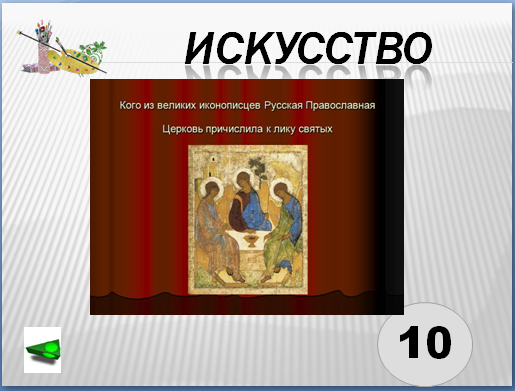 ИСКУССТВО
Кого из великих иконописцев Русская Православная
Церковь причислила к лику святых
10